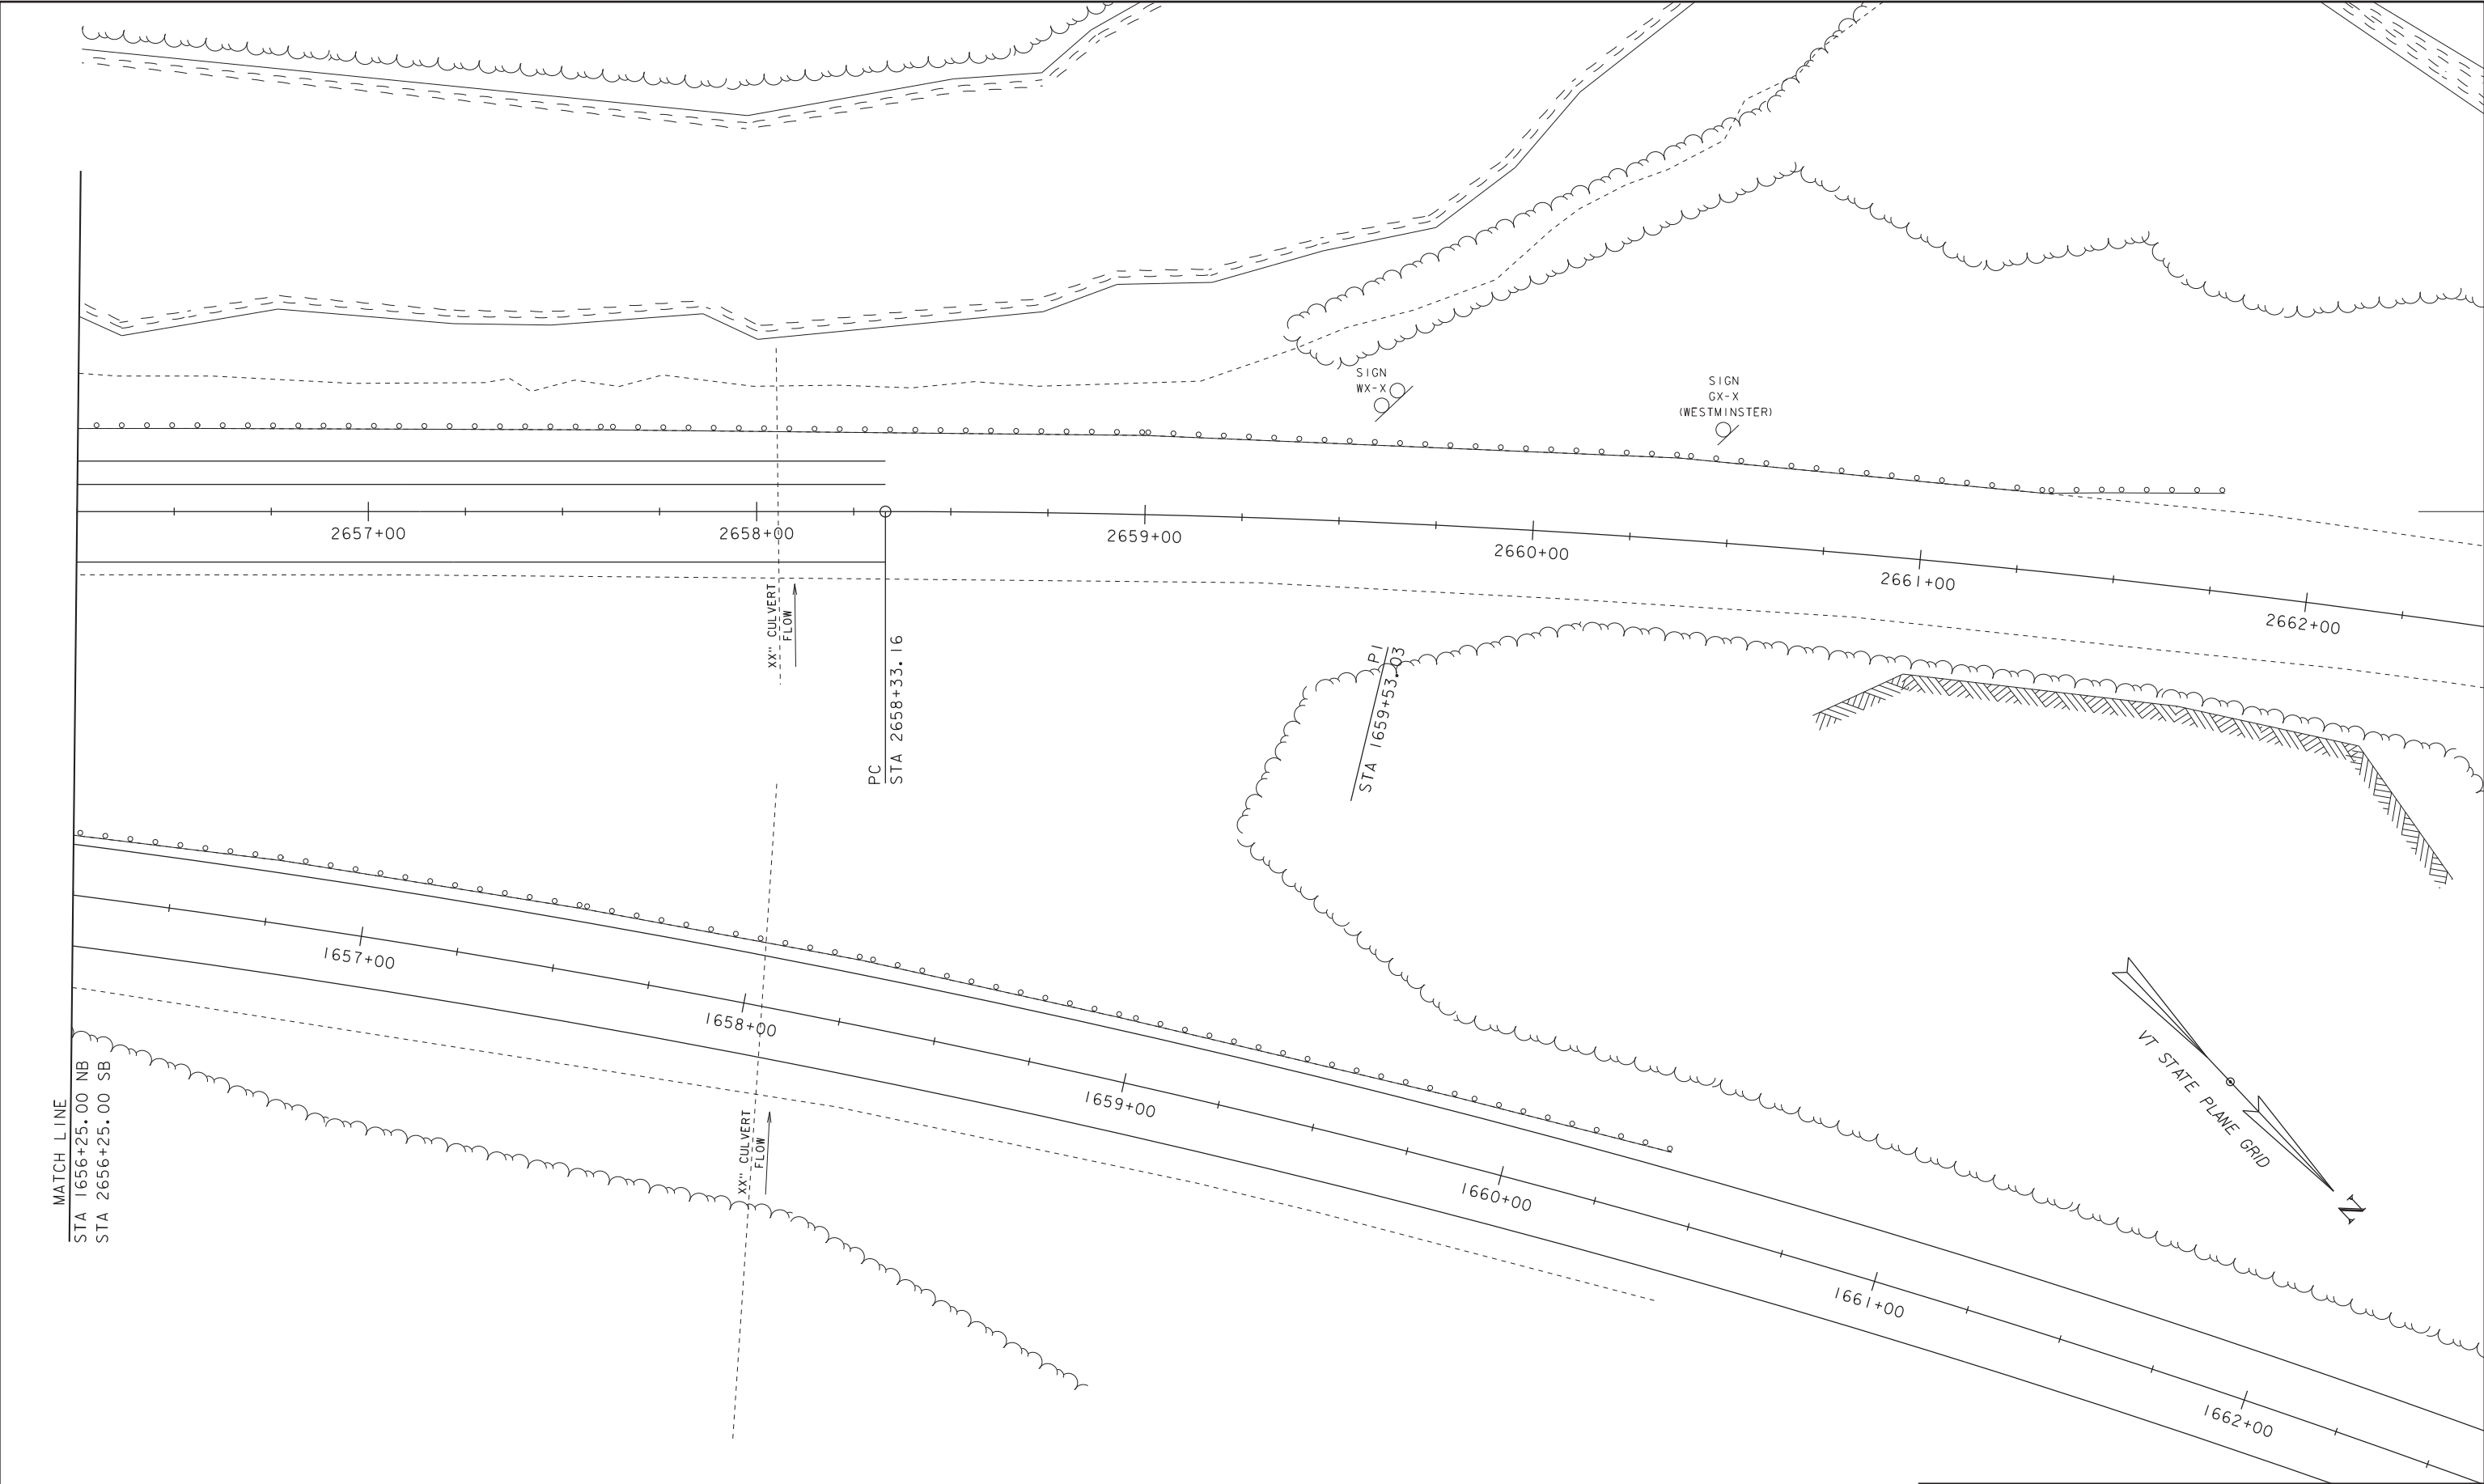 SIGN
WX-X
SIGN
GX-X
(WESTMINSTER)
2657+00
2658+00
2659+00
2660+00
2661+00
2662+00
XX" CULVERT
FLOW
PC
STA 2658+33.16
PI
STA 1659+53.03
1657+00
1658+00
1659+00
1660+00
1661+00
1662+00
XX" CULVERT
FLOW
MATCH LINE
STA 1656+25.00 NB
STA 2656+25.00 SB
VT STATE PLANE GRID
N